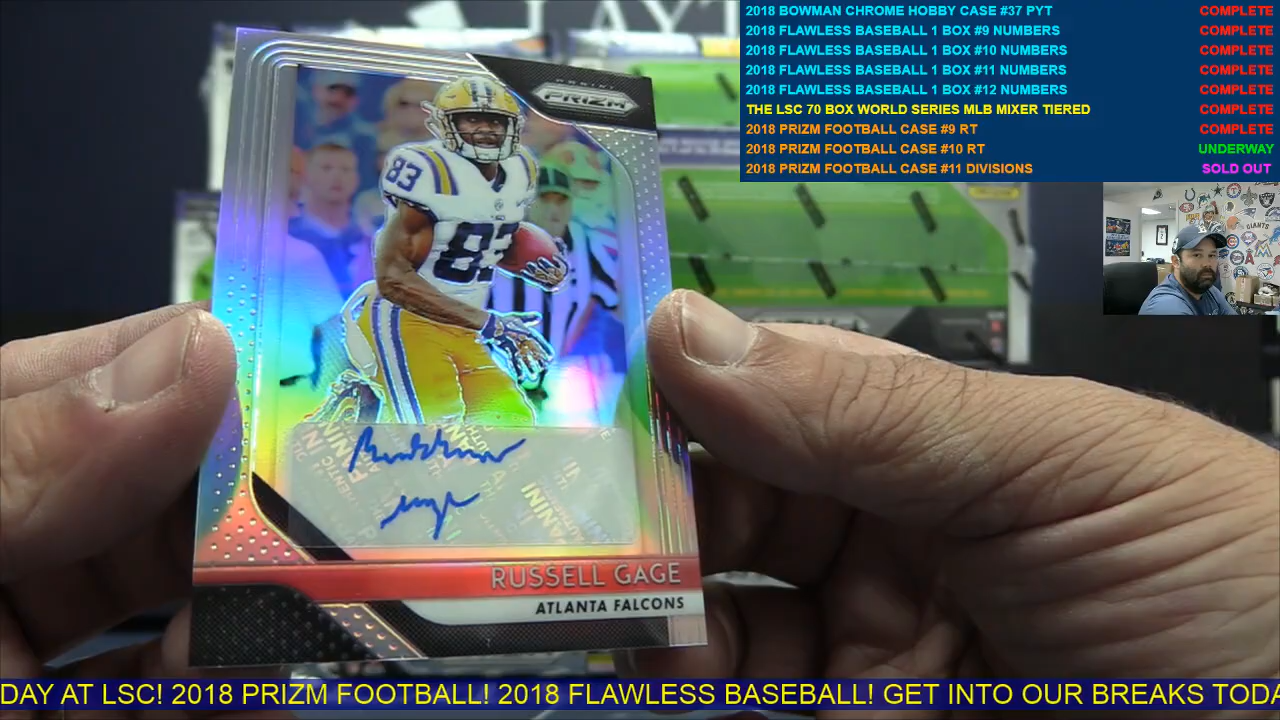 2018 BOWMAN CHROME HOBBY CASE #37 PYT COMPLETE
2018 FLAWLESS BASEBALL 1 BOX #9 NUMBERS COMPLETE
2018 FLAWLESS BASEBALL 1 BOX #10 NUMBERS COMPLETE
2018 FLAWLESS BASEBALL 1 BOX #11 NUMBERS COMPLETE
2018 FLAWLESS BASEBALL 1 BOX #12 NUMBERS COMPLETE
THE LSC 70 BOX WORLD SERIES MLB MIXER TIERED COMPLETE
2018 PRIZM FOOTBALL CASE #9 RT COMPLETE
2018 PRIZM FOOTBALL CASE #10 RT UNDERWAY
2018 PRIZM FOOTBALL CASE #11 DIVISIONS SOLD OUT
PANINI
PRIZM
83
83
RUSSELL GAGE
ATLANTA FALCONS
DAY AT LSC! 2018 PRIZM FOOTBALL! 2018 FLAWLESS BASEBALL! GET INTO OUR BREAKS TODA